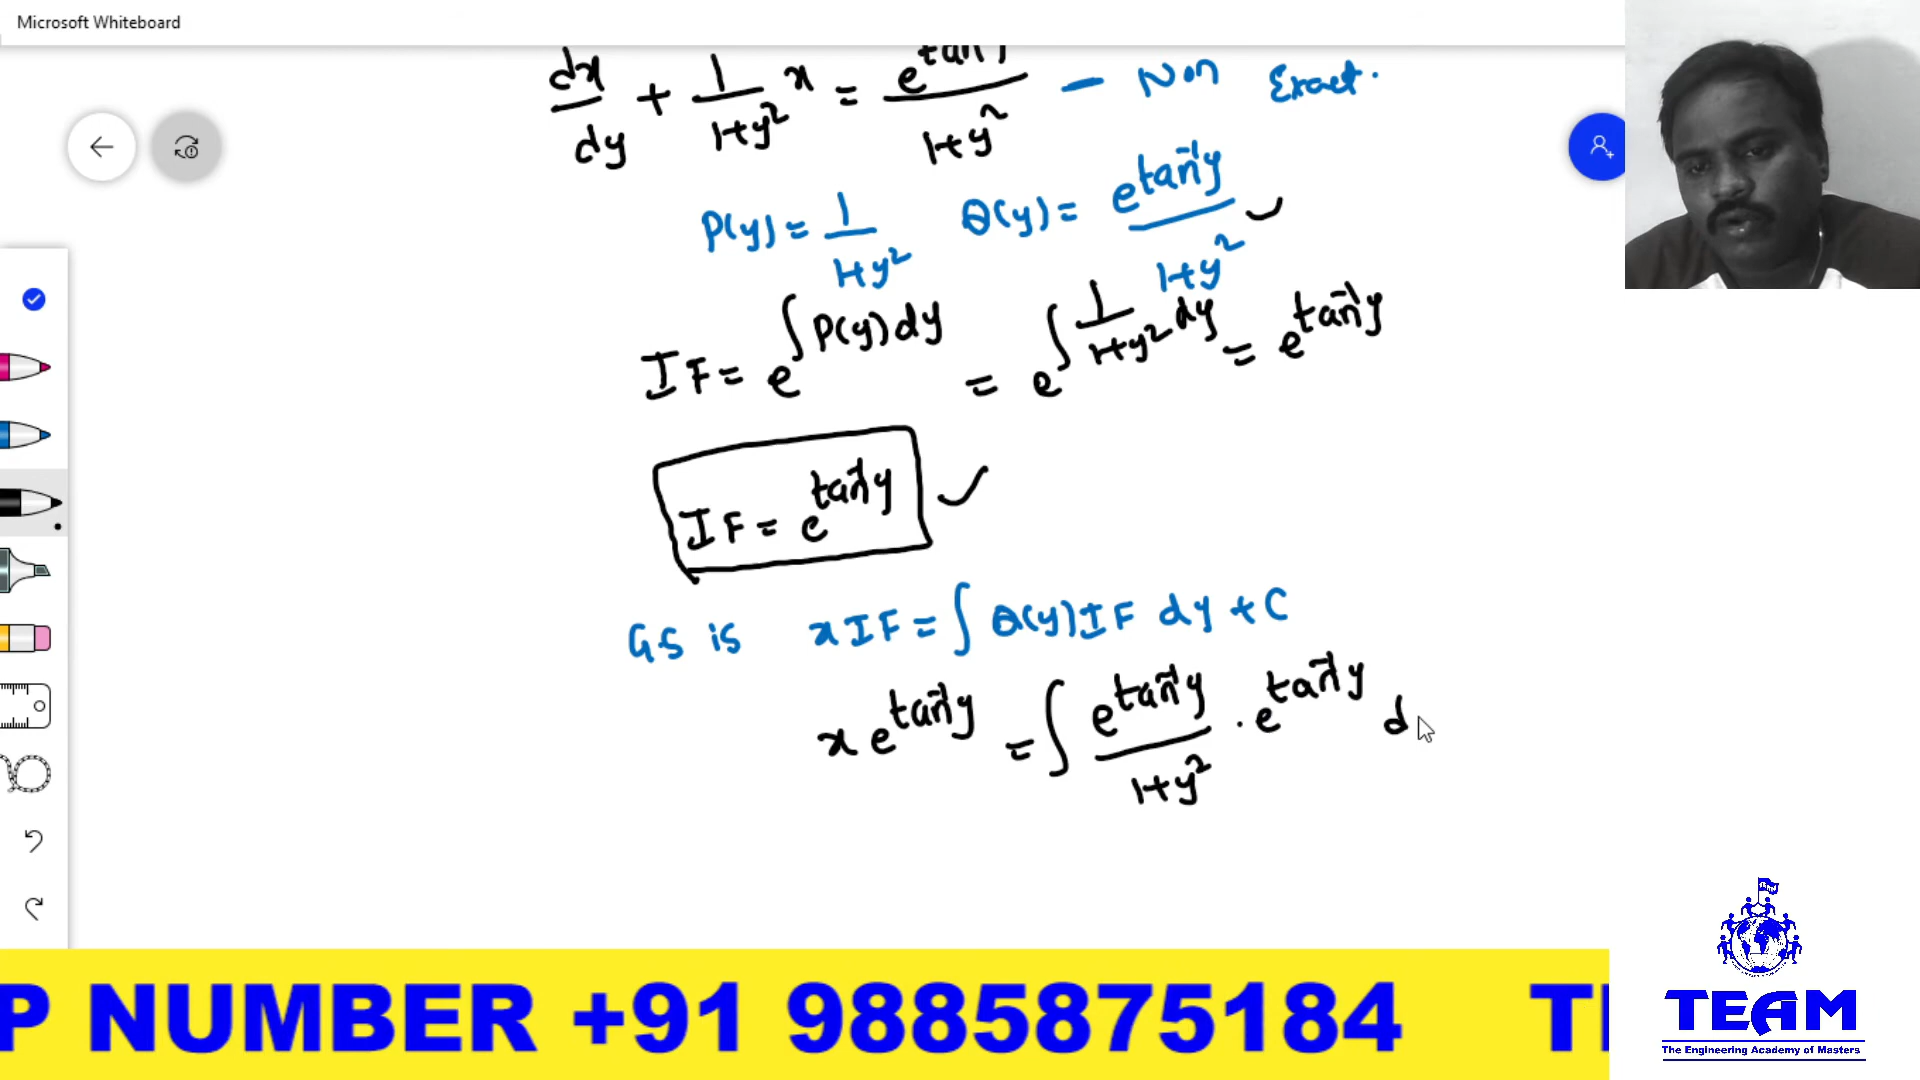 Microsoft Whiteboard
dx/dy + 1/1+y² x = e^tan y/1+y² — Non Exact.
P(y) = 1/1+y² Q(y) = e^tan⁻¹y/1+y² ✓
IF = e^∫P(y)dy = e^∫1/1+y² dy = e^tan⁻¹y
IF = e^tan⁻¹y ✓
GS is x IF = ∫ Q(y) IF dy + C
x e^tan⁻¹y = ∫ e^tan⁻¹y/1+y² · e^tan⁻¹y d
P NUMBER +91 9885875184
TEAM
The Engineering Academy of Masters